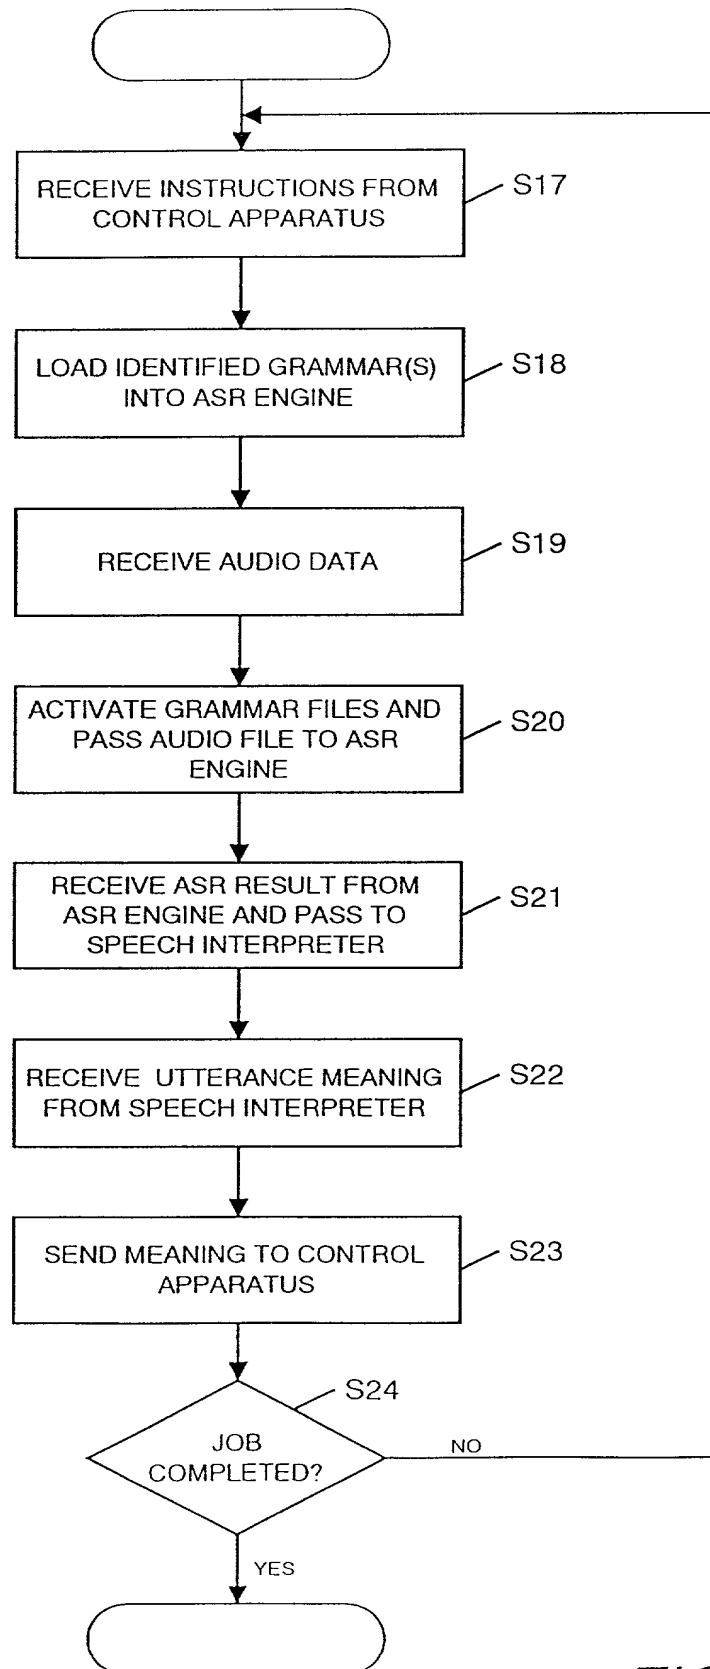 RECEIVE INSTRUCTIONS FROM
CONTROL APPARATUS
S17
LOAD IDENTIFIED GRAMMAR(S)
INTO ASR ENGINE
S18
RECEIVE AUDIO DATA
S19
ACTIVATE GRAMMAR FILES AND
PASS AUDIO FILE TO ASR
ENGINE
S20
RECEIVE ASR RESULT FROM
ASR ENGINE AND PASS TO
SPEECH INTERPRETER
S21
RECEIVE UTTERANCE MEANING
FROM SPEECH INTERPRETER
S22
SEND MEANING TO CONTROL
APPARATUS
S23
S24
JOB
COMPLETED?
NO
YES